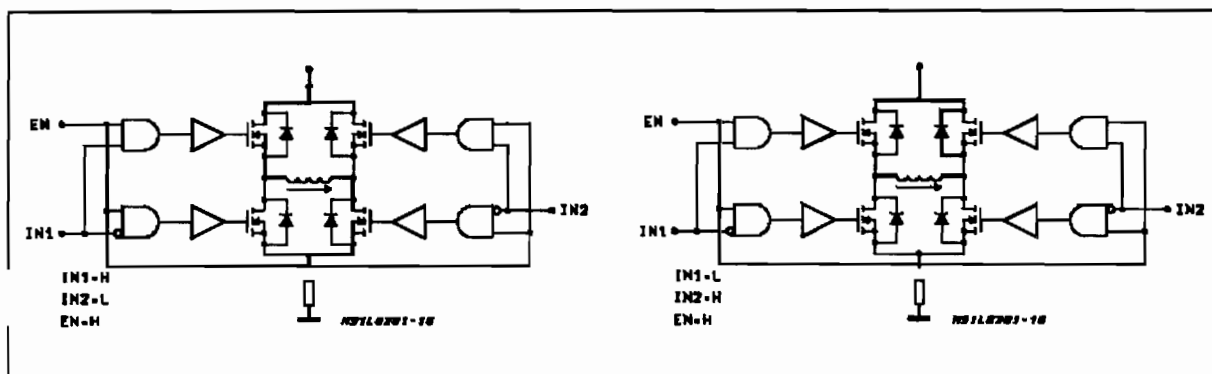 EN
IN1
IN2
IN1=H
IN2=L
EN=H
EN
IN1
IN2
IN1=L
IN2=H
EN=H